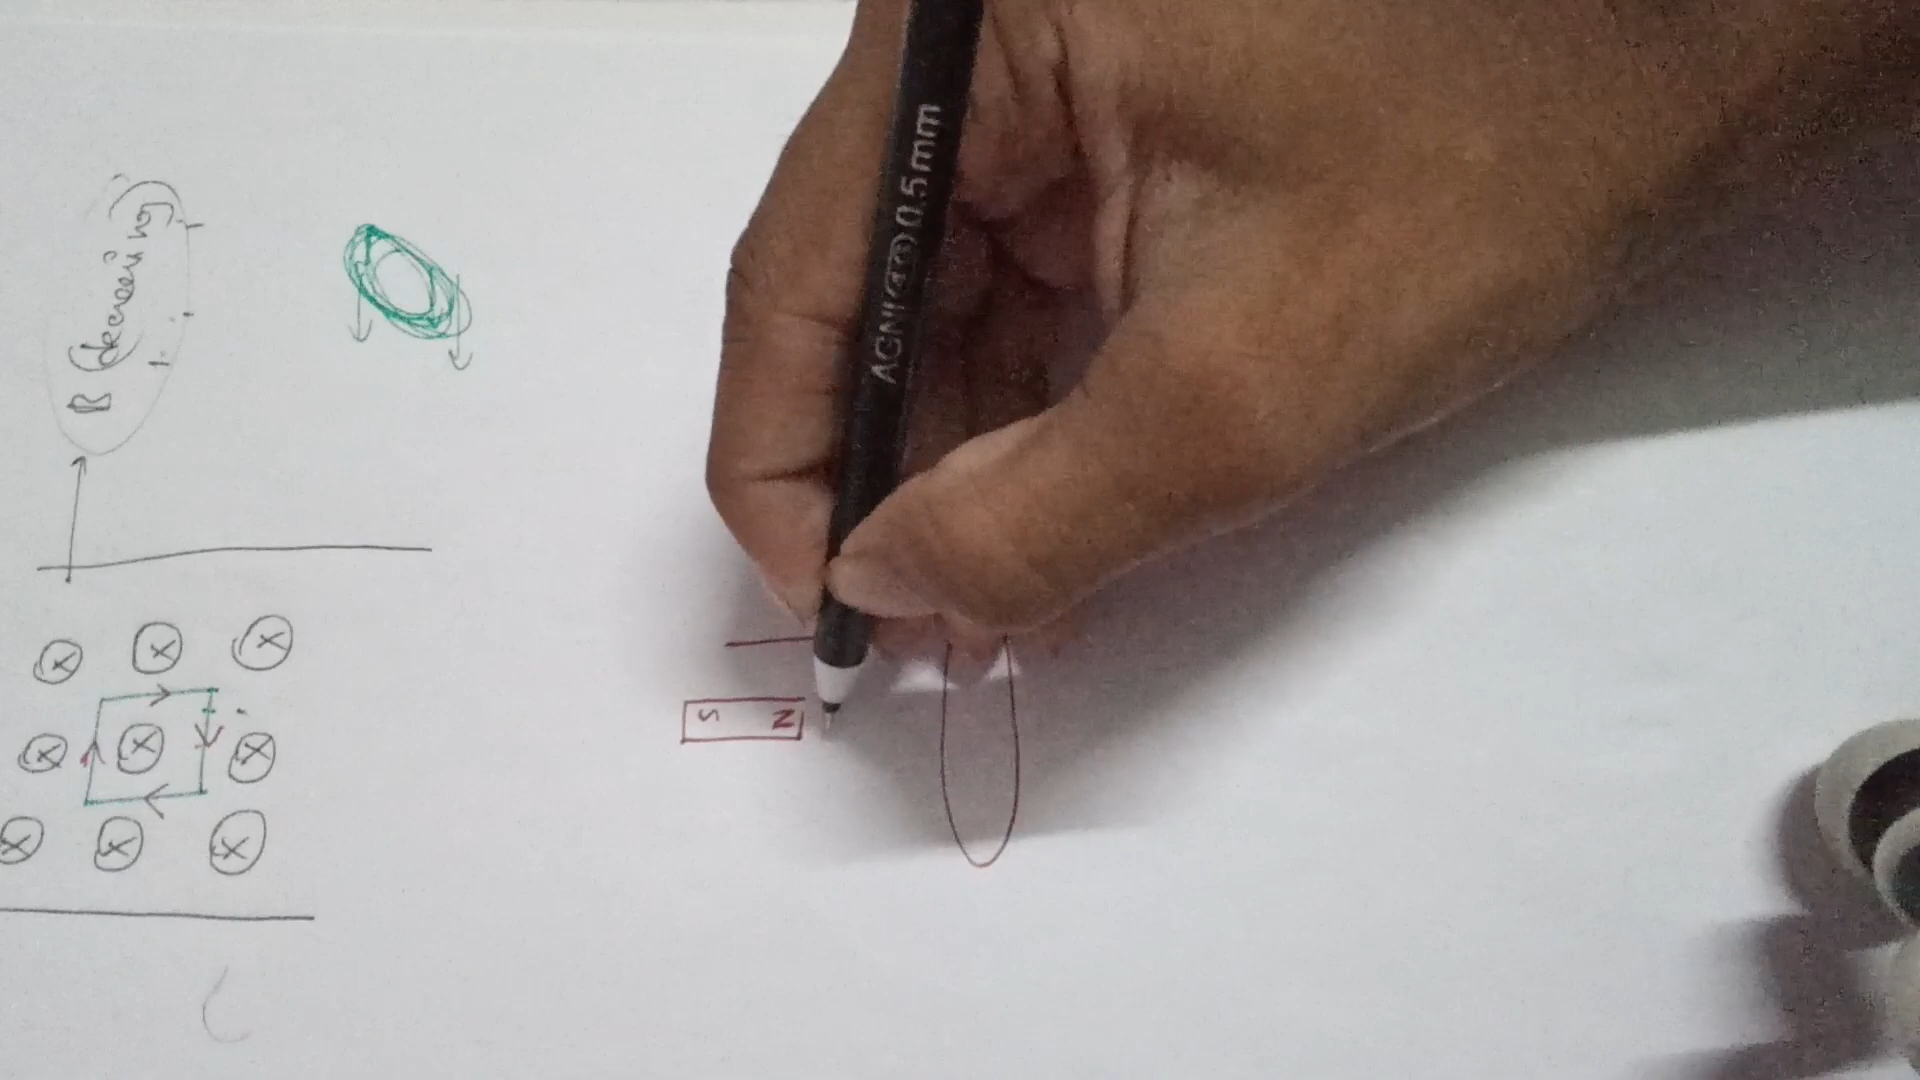 B (decreasing)
AGNI 0.5mm
S N
X X X
X X X
X X X